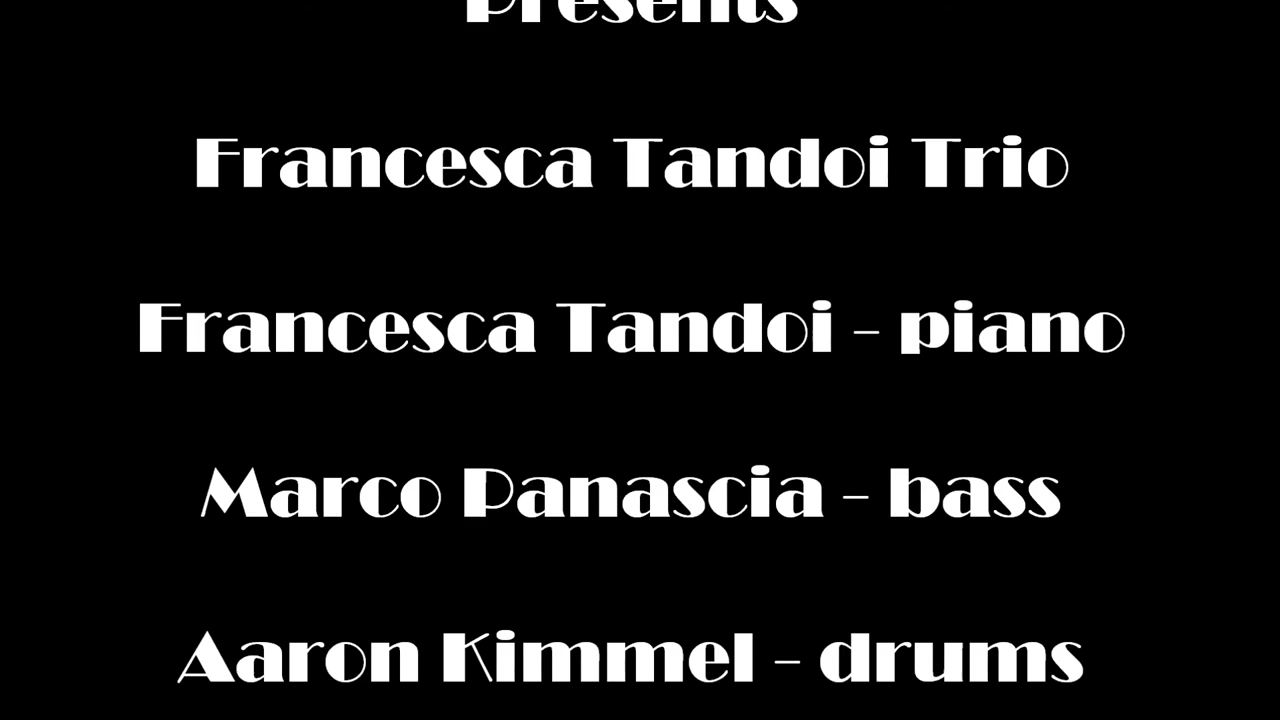 Presents
Francesca Tandoi Trio
Francesca Tandoi - piano
Marco Panascia - bass
Aaron Kimmel - drums